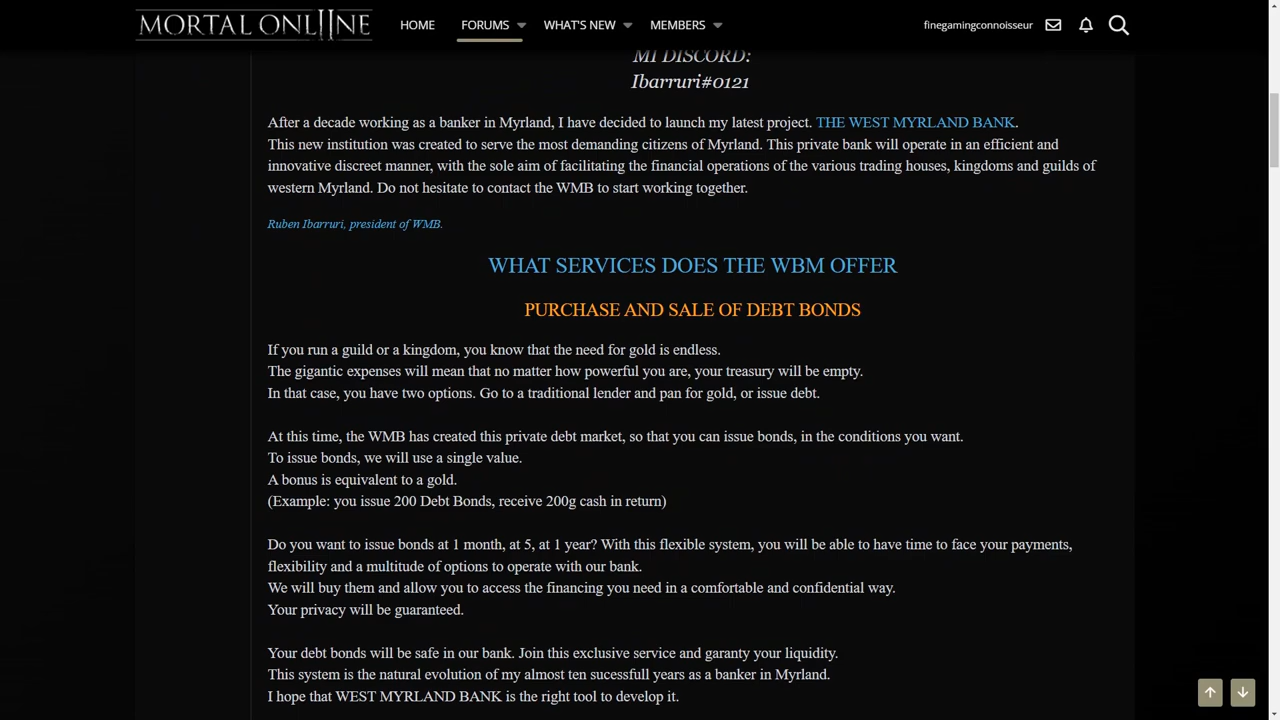 MORTAL ONLIINE
HOME
FORUMS
WHAT'S NEW
MEMBERS
finegamingconnoisseur
MI DISCORD:
Ibarruri#0121
After a decade working as a banker in Myrland, I have decided to launch my latest project. THE WEST MYRLAND BANK.
This new institution was created to serve the most demanding citizens of Myrland. This private bank will operate in an efficient and
innovative discreet manner, with the sole aim of facilitating the financial operations of the various trading houses, kingdoms and guilds of
western Myrland. Do not hesitate to contact the WMB to start working together.
Ruben Ibarruri, president of WMB.
WHAT SERVICES DOES THE WBM OFFER
PURCHASE AND SALE OF DEBT BONDS
If you run a guild or a kingdom, you know that the need for gold is endless.
The gigantic expenses will mean that no matter how powerful you are, your treasury will be empty.
In that case, you have two options. Go to a traditional lender and pan for gold, or issue debt.
At this time, the WMB has created this private debt market, so that you can issue bonds, in the conditions you want.
To issue bonds, we will use a single value.
A bonus is equivalent to a gold.
(Example: you issue 200 Debt Bonds, receive 200g cash in return)
Do you want to issue bonds at 1 month, at 5, at 1 year? With this flexible system, you will be able to have time to face your payments,
flexibility and a multitude of options to operate with our bank.
We will buy them and allow you to access the financing you need in a comfortable and confidential way.
Your privacy will be guaranteed.
Your debt bonds will be safe in our bank. Join this exclusive service and garanty your liquidity.
This system is the natural evolution of my almost ten sucessfull years as a banker in Myrland.
I hope that WEST MYRLAND BANK is the right tool to develop it.